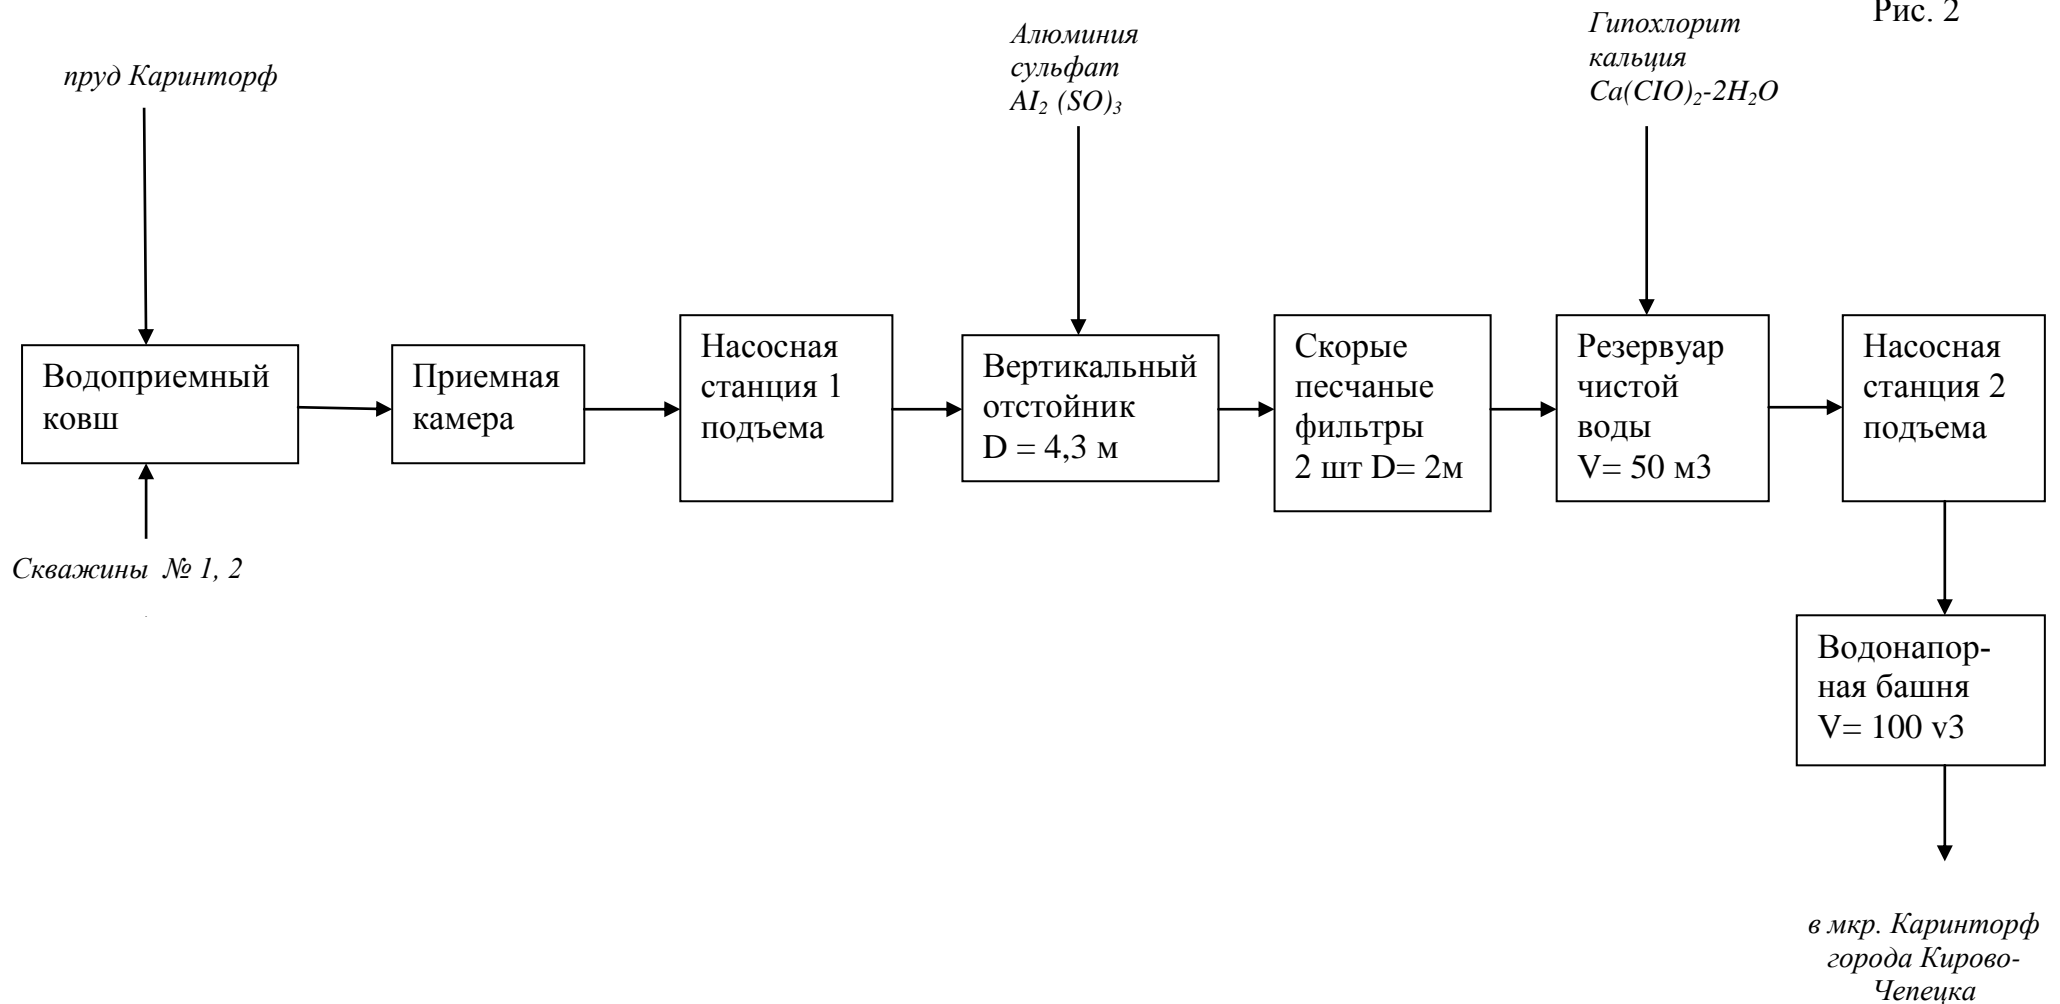 Рис. 2
пруд Каринторф
Алюминия
сульфат
AI₂ (SO)₃
Гипохлорит
кальция
Ca(CIO)₂-2H₂O
Водоприемный
ковш
Приемная
камера
Насосная
станция 1
подъема
Вертикальный
отстойник
D = 4,3 м
Скорые
песчаные
фильтры
2 шт D= 2м
Резервуар
чистой
воды
V= 50 м3
Насосная
станция 2
подъема
Скважины № 1, 2
Водонапор-
ная башня
V= 100 v3
в мкр. Каринторф
города Кирово-
Чепецка